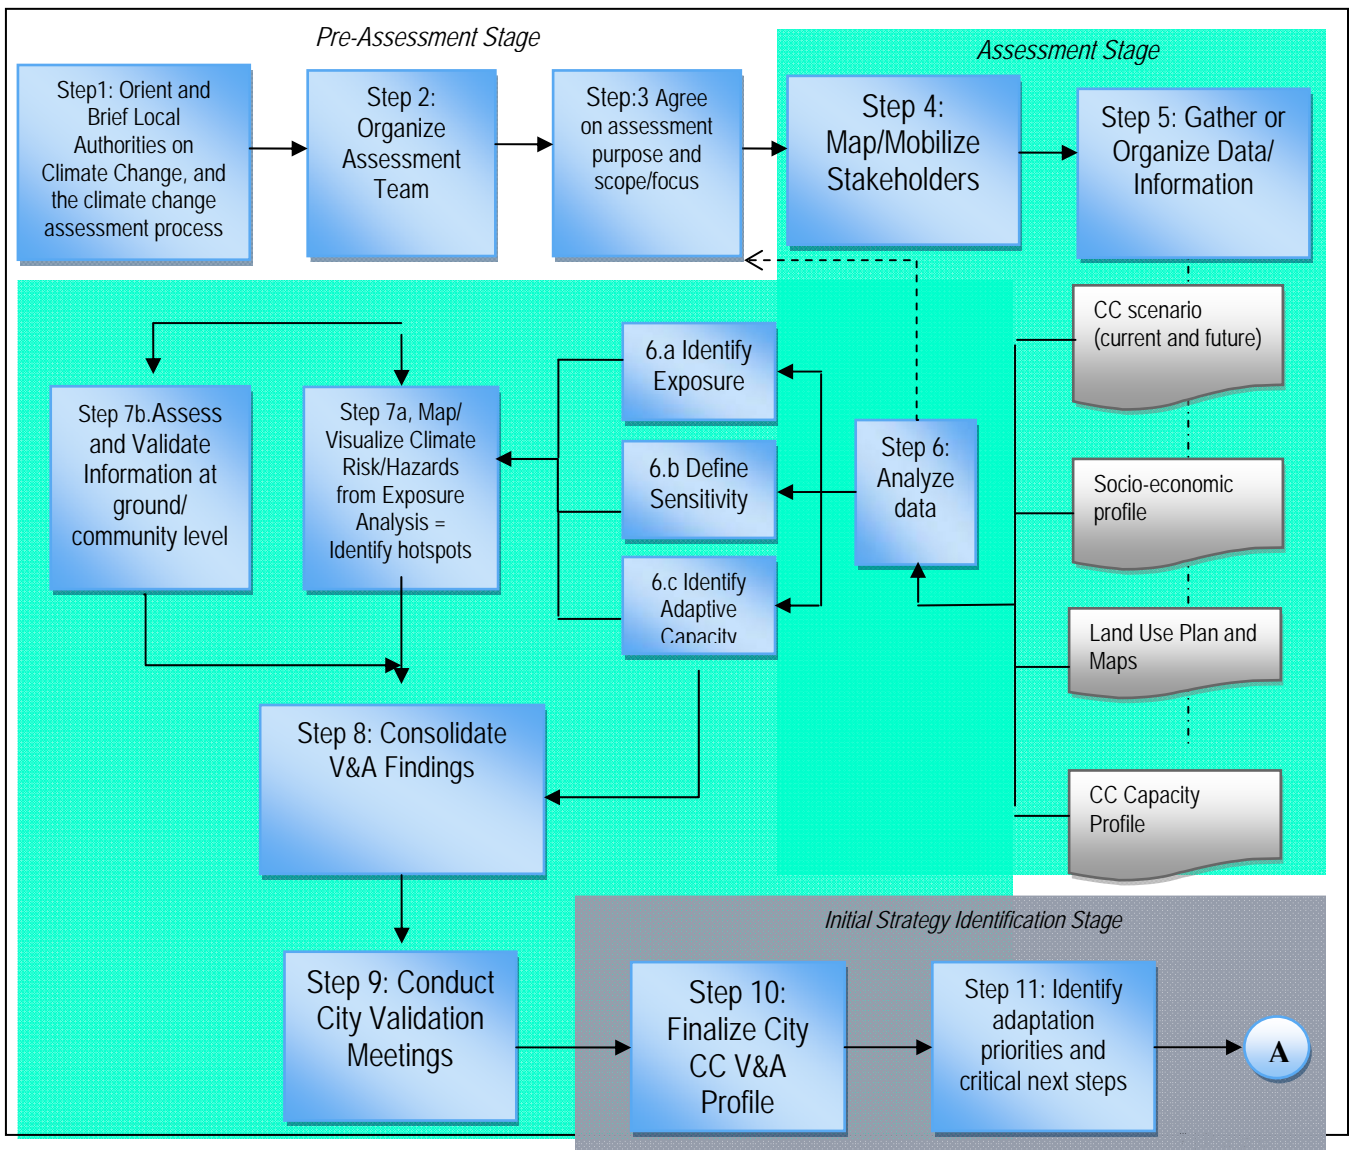 Pre-Assessment Stage
Assessment Stage
Step1: Orient and
Brief Local
Authorities on
Climate Change, and
the climate change
assessment process
Step 2:
Organize
Assessment
Team
Step:3 Agree
on assessment
purpose and
scope/focus
Step 4:
Map/Mobilize
Stakeholders
Step 5: Gather or
Organize Data/
Information
CC scenario
(current and future)
Socio-economic
profile
Land Use Plan and
Maps
CC Capacity
Profile
Step 6:
Analyze
data
6.a Identify
Exposure
6.b Define
Sensitivity
6.c Identify
Adaptive
Capacity
Step 7a, Map/
Visualize Climate
Risk/Hazards
from Exposure
Analysis =
Identify hotspots
Step 7b.Assess
and Validate
Information at
ground/
community level
Step 8: Consolidate
V&A Findings
Step 9: Conduct
City Validation
Meetings
Initial Strategy Identification Stage
Step 10:
Finalize City
CC V&A
Profile
Step 11: Identify
adaptation
priorities and
critical next steps
A